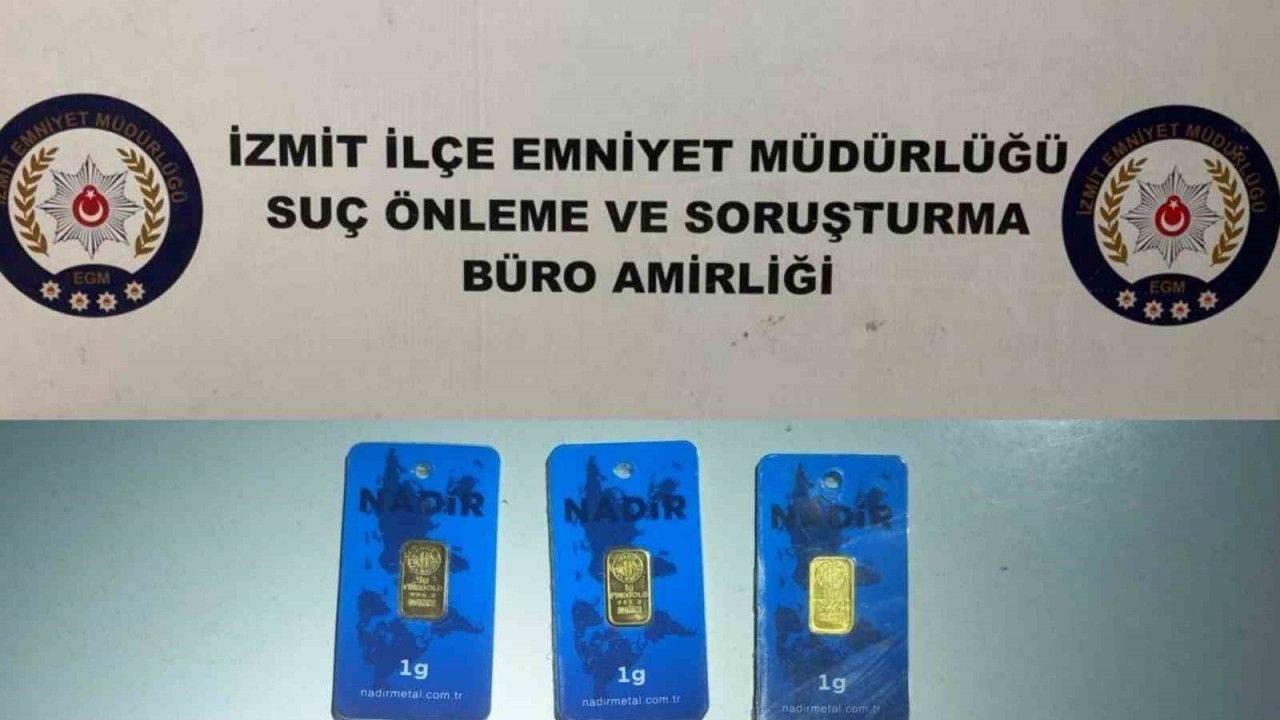 İZMİT İLÇE EMNİYET MÜDÜRLÜĞÜ
SUÇ ÖNLEME VE SORUŞTURMA
BÜRO AMİRLİĞİ
İZMİT EMNİYET MÜDÜRLÜĞÜ
EGM
İZMİT EMNİYET MÜDÜRLÜĞÜ
EGM
NADİR
1g
nadirmetal.com.tr
NADİR
1g
FINEGOLD
1g
nadirmetal.com.tr
NADİR
1g
nadirmetal.com.tr